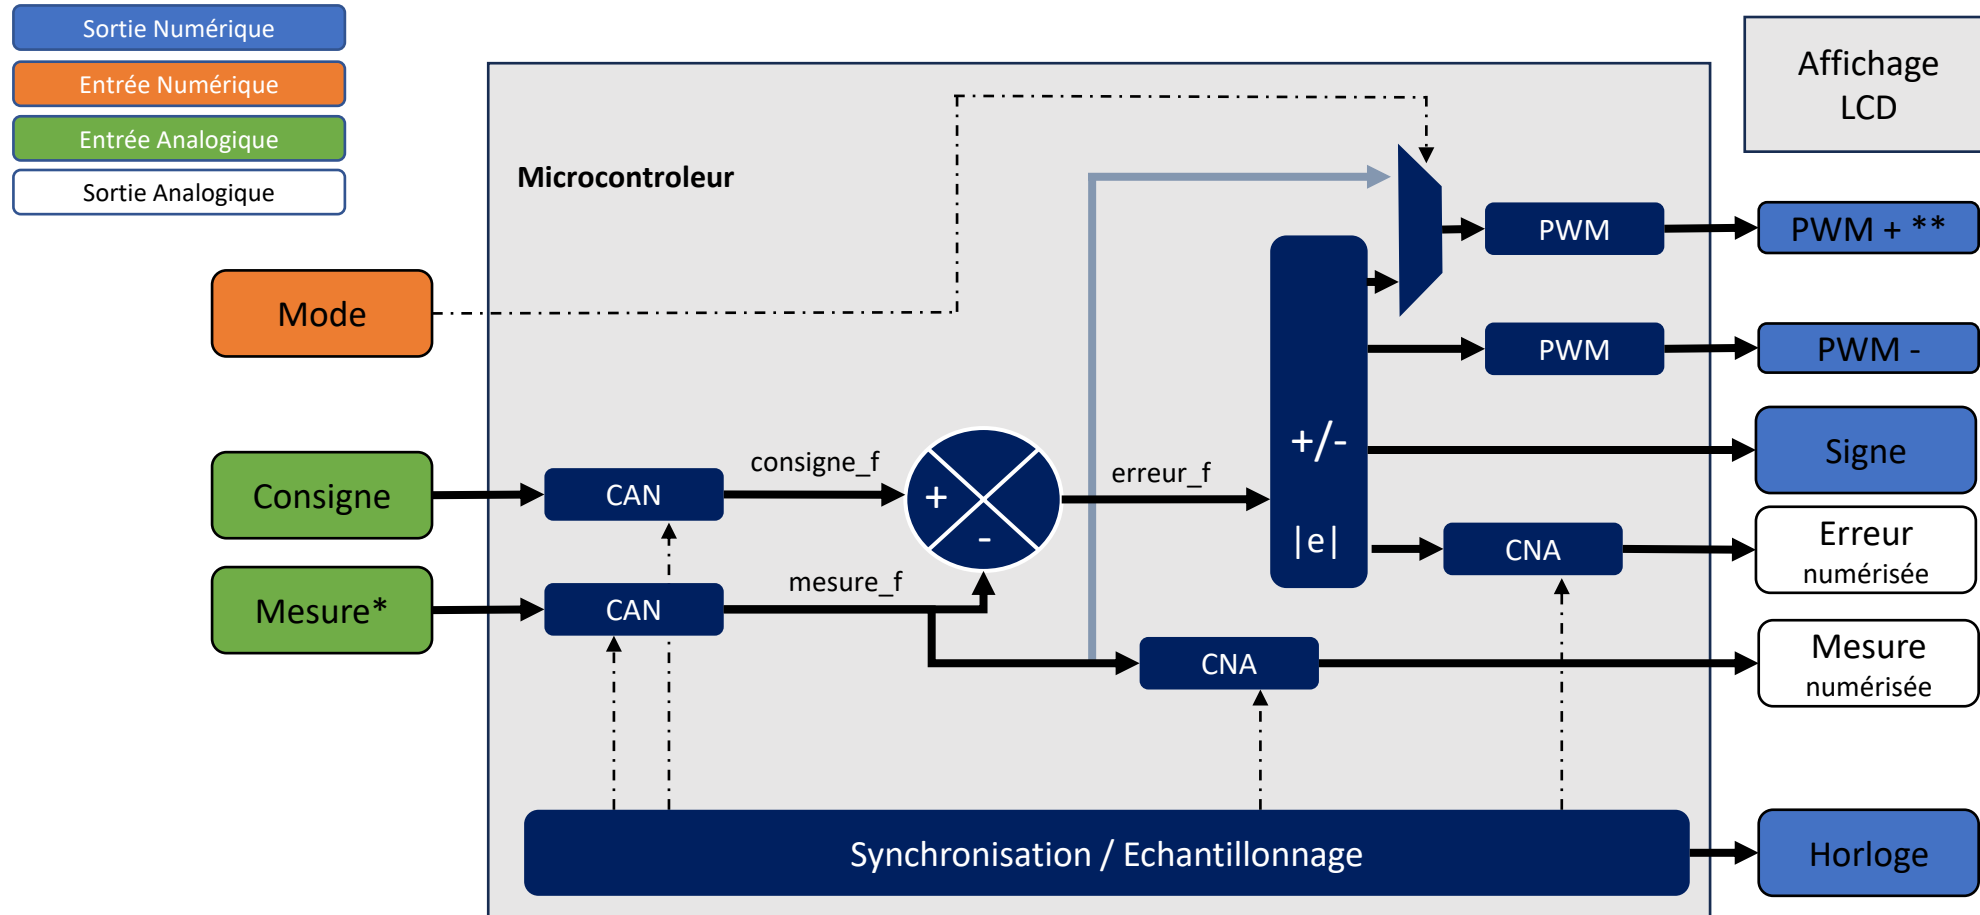 Sortie Numérique
Entrée Numérique
Entrée Analogique
Sortie Analogique
Affichage
LCD
Microcontroleur
PWM
PWM + **
Mode
PWM
PWM -
+/-
Signe
Consigne
CAN
consigne_f
+
-
erreur_f
|e|
CNA
Erreur
numérisée
Mesure*
CAN
mesure_f
CNA
Mesure
numérisée
Synchronisation / Echantillonnage
Horloge